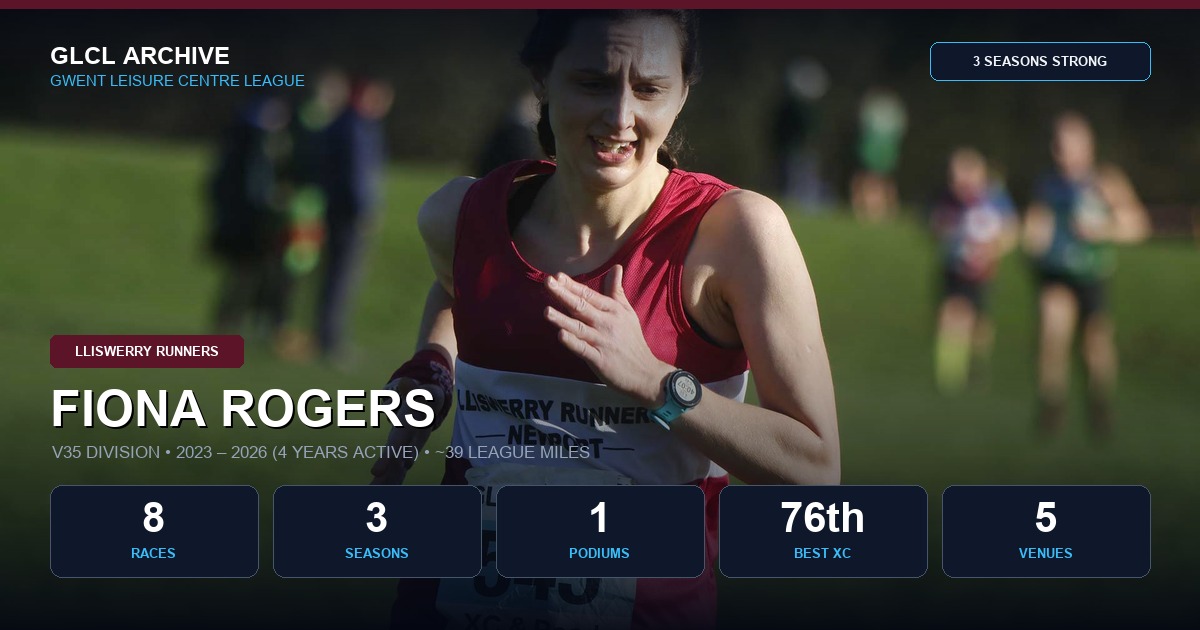 GLCL ARCHIVE
GWENT LEISURE CENTRE LEAGUE
3 SEASONS STRONG
LLISWERRY RUNNERS
FIONA ROGERS
V35 DIVISION • 2023 – 2026 (4 YEARS ACTIVE) • ~39 LEAGUE MILES
LLISWERRY RUNNERS
NEWPORT
8
RACES
3
SEASONS
1
PODIUMS
76th
BEST XC
5
VENUES